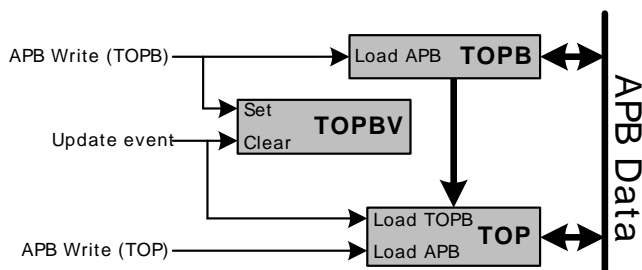 APB Write (TOPB)
Load APB TOPB
Set
TOPBV
Update event
Clear
Load TOPB
TOP
APB Write (TOP)
Load APB
APB Data